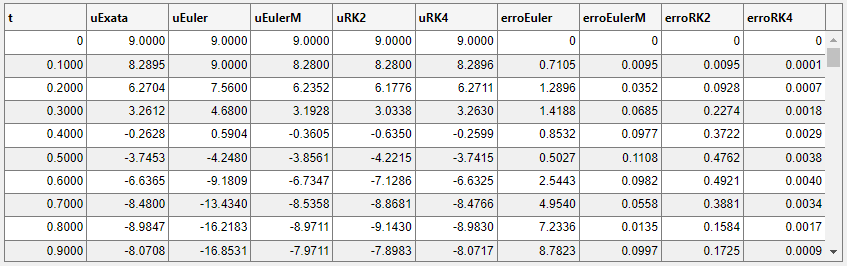 t uExata uEuler uEulerM uRK2 uRK4 erroEuler erroEulerM erroRK2 erroRK4
0 9.0000 9.0000 9.0000 9.0000 9.0000 0 0 0 0
0.1000 8.2895 9.0000 8.2800 8.2800 8.2896 0.7105 0.0095 0.0095 0.0001
0.2000 6.2704 7.5600 6.2352 6.1776 6.2711 1.2896 0.0352 0.0928 0.0007
0.3000 3.2612 4.6800 3.1928 3.0338 3.2630 1.4188 0.0685 0.2274 0.0018
0.4000 -0.2628 0.5904 -0.3605 -0.6350 -0.2599 0.8532 0.0977 0.3722 0.0029
0.5000 -3.7453 -4.2480 -3.8561 -4.2215 -3.7415 0.5027 0.1108 0.4762 0.0038
0.6000 -6.6365 -9.1809 -6.7347 -7.1286 -6.6325 2.5443 0.0982 0.4921 0.0040
0.7000 -8.4800 -13.4340 -8.5358 -8.8681 -8.4766 4.9540 0.0558 0.3881 0.0034
0.8000 -8.9847 -16.2183 -8.9711 -9.1430 -8.9830 7.2336 0.0135 0.1584 0.0017
0.9000 -8.0708 -16.8531 -7.9711 -7.8983 -8.0717 8.7823 0.0997 0.1725 0.0009